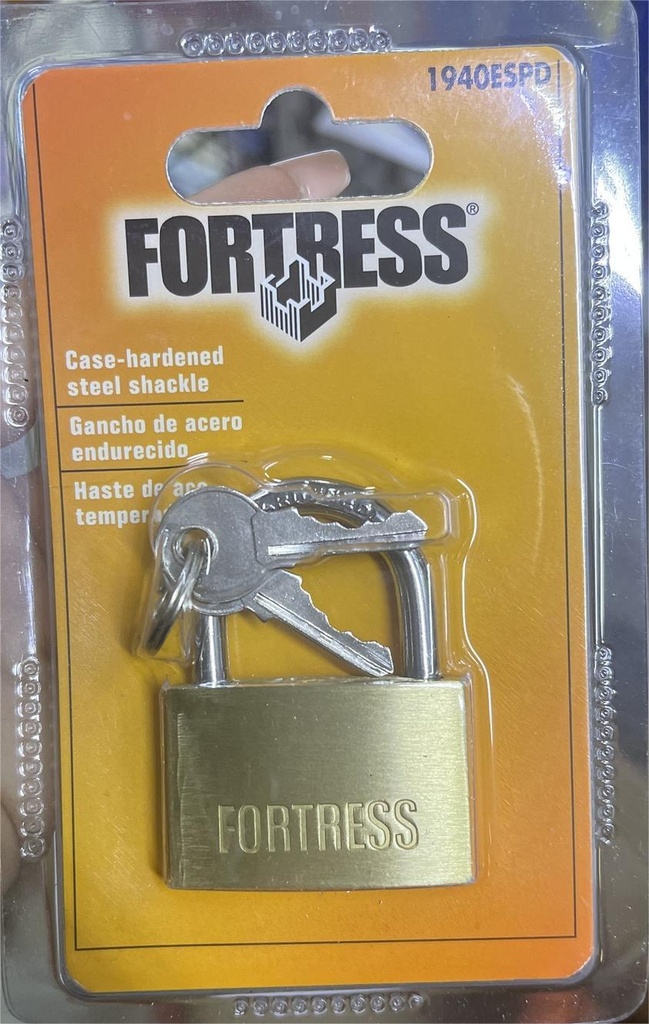 1940ESPD
FORTRESS®
Case-hardened
steel shackle
Gancho de acero
endurecido
Haste de
FORTRESS